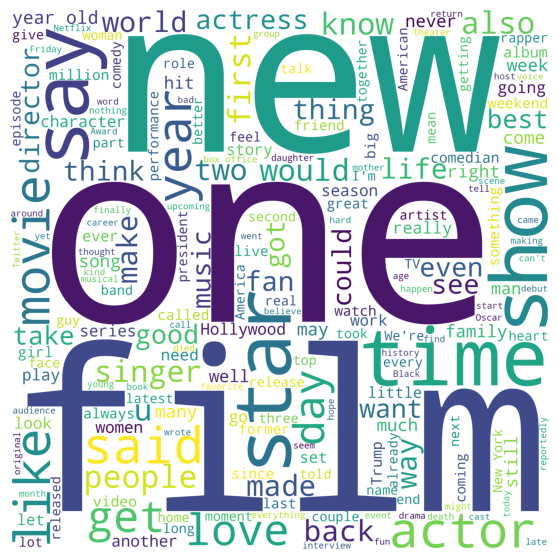 year old
Netflix
Friday
woman
world
actress
know
also
return
group
theater
give
million
role
hit
comedy
new
never
American
rapper
album
week
getting
going
say
director
episode
word
nothing
character
part
Award
performance
bad
better
first
talk
together
thing
host
voice
weekend
best
mean
come
friend
feel
story
box office
daughter
big
movie
think
year
two
would
life
right
mother
I'm
comedian
scene
tell
something
show
around
finally
make
season
great
one
artist
really
man
came
making
can't
Twitter
yet
ever
career
upcoming
thought
song
kind
musical
band
president
music
went
second
live
got
hard
could
TV
even
see
age
happen
start
debut
Oscar
take
guy
called
call
America
real
believe
fan
watch
work
girl
face
series
need
died
Hollywood
may
took
We're
find
family
heart
time
play
good
singer
well
top
day
history
Black
every
look
young
book
favorite
release
star
film
little
audience
always
latest
u
many
go
three
hope
want
like
original
said
wrote
women
since
former
much
already
way
Trump
next
New York
still
reportedly
people
seem
told
set
made
name
coming
month
released
video
moment
last
end
might
today
let
get
home
everything
couple
event
drama
death
cast
lot
another
long
love
interview
back
fun
actor
late